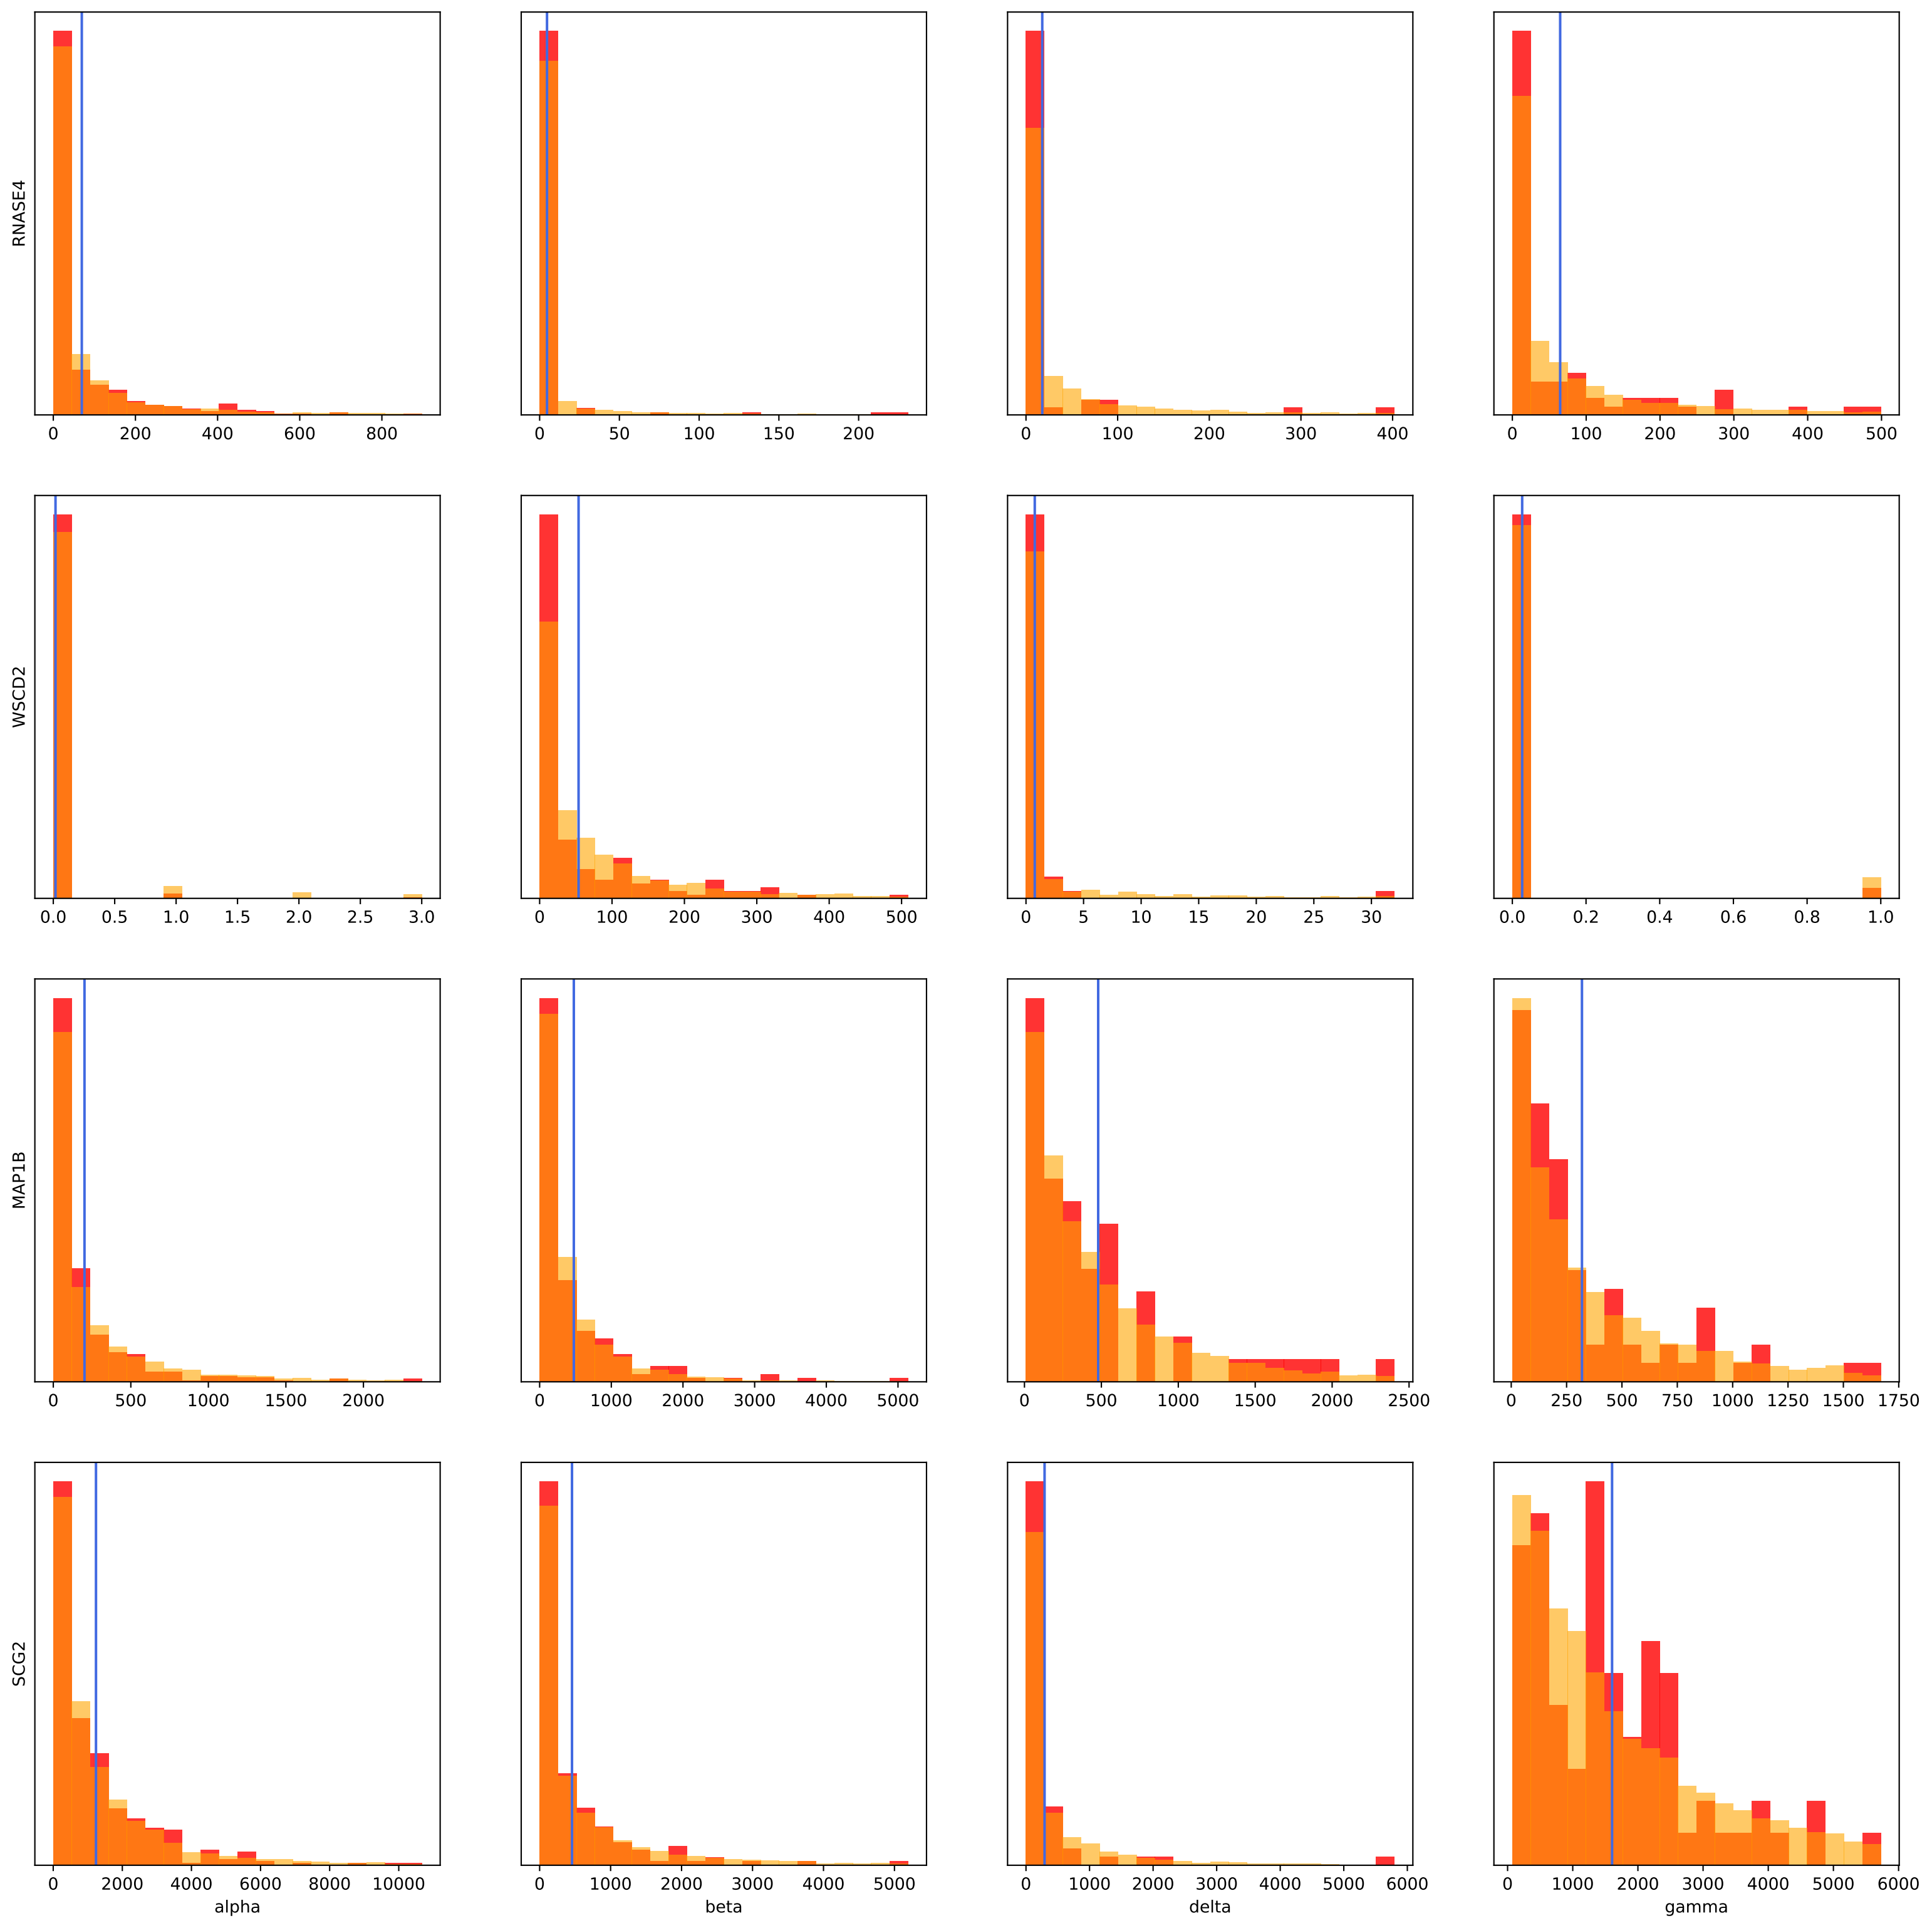 RNASE4
0 200 400 600 800
0 50 100 150 200
0 100 200 300 400
0 100 200 300 400 500
WSCD2
0.0 0.5 1.0 1.5 2.0 2.5 3.0
0 100 200 300 400 500
0 5 10 15 20 25 30
0.0 0.2 0.4 0.6 0.8 1.0
MAP1B
0 500 1000 1500 2000
0 1000 2000 3000 4000 5000
0 500 1000 1500 2000 2500
0 250 500 750 1000 1250 1500 1750
SCG2
0 2000 4000 6000 8000 10000
alpha
0 1000 2000 3000 4000 5000
beta
0 1000 2000 3000 4000 5000 6000
delta
0 1000 2000 3000 4000 5000 6000
gamma